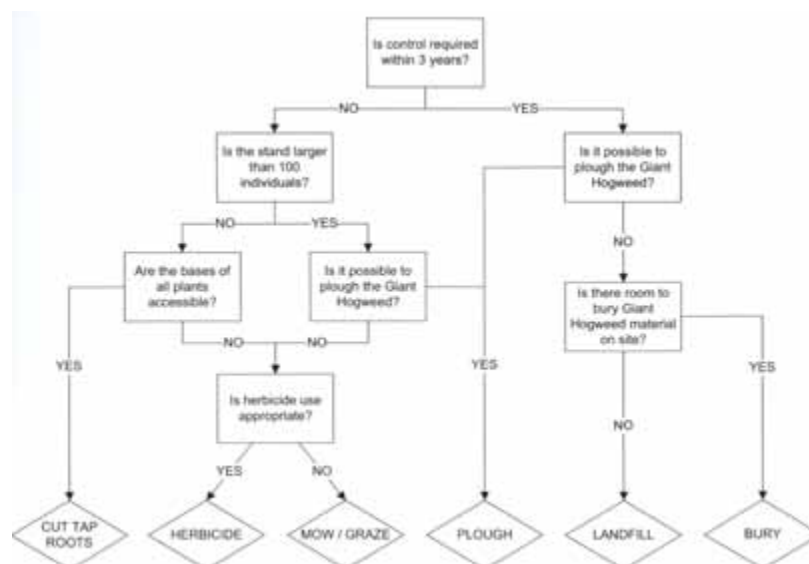 Is control required
within 3 years?
NO
YES
Is the stand larger
than 100
individuals?
Is it possible to
plough the Giant
Hogweed?
NO
YES
NO
Are the bases of
all plants
accessible?
Is it possible to
plough the Giant
Hogweed?
Is there room to
bury Giant
Hogweed material
on site?
NO
NO
YES
YES
YES
Is herbicide use
appropriate?
NO
YES
NO
CUT TAP
ROOTS
HERBICIDE
MOW / GRAZE
PLOUGH
LANDFILL
BURY